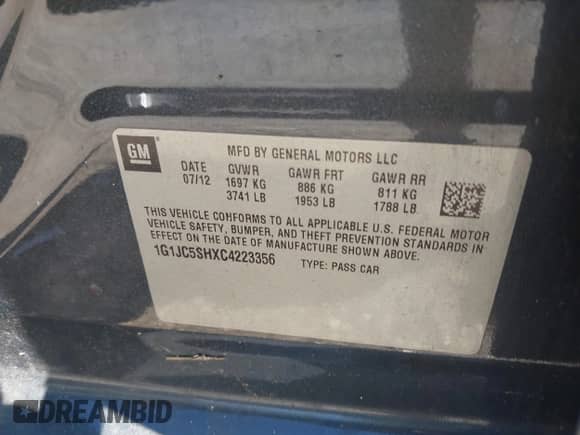 GM
MFD BY GENERAL MOTORS LLC
DATE GVWR GAWR FRT GAWR RR
07/12 1697 KG 886 KG 811 KG
3741 LB 1953 LB 1788 LB
THIS VEHICLE CONFORMS TO ALL APPLICABLE U.S. FEDERAL MOTOR
VEHICLE SAFETY, BUMPER, AND THEFT PREVENTION STANDARDS IN
EFFECT ON THE DATE OF MANUFACTURE SHOWN ABOVE.
1G1JC5SHXC4223356 TYPE: PASS CAR
DREAMBID